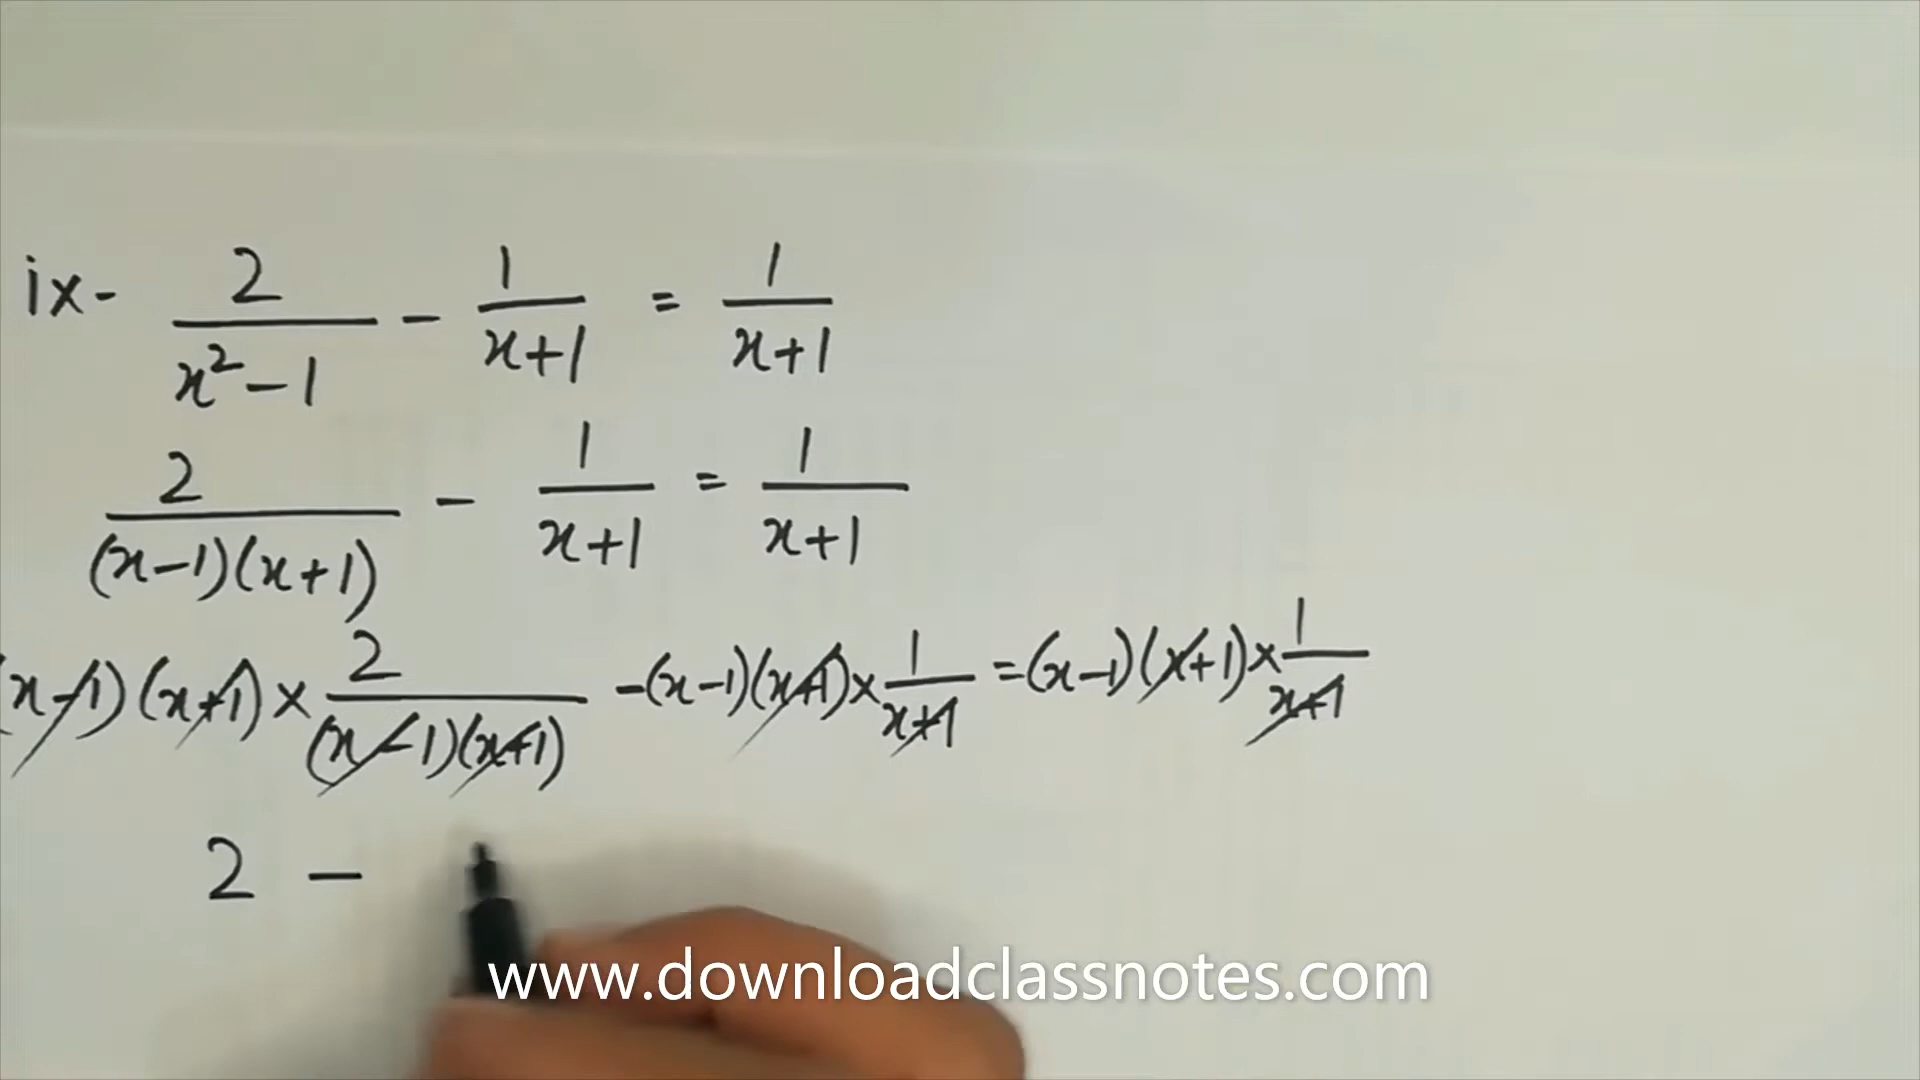 ix- 2/(x²-1) - 1/(x+1) = 1/(x+1)
2/((x-1)(x+1)) - 1/(x+1) = 1/(x+1)
(x-1)(x+1) × 2/((x-1)(x+1)) -(x-1)(x+1) × 1/(x+1) = (x-1)(x+1) × 1/(x+1)
2 -
www.downloadclassnotes.com